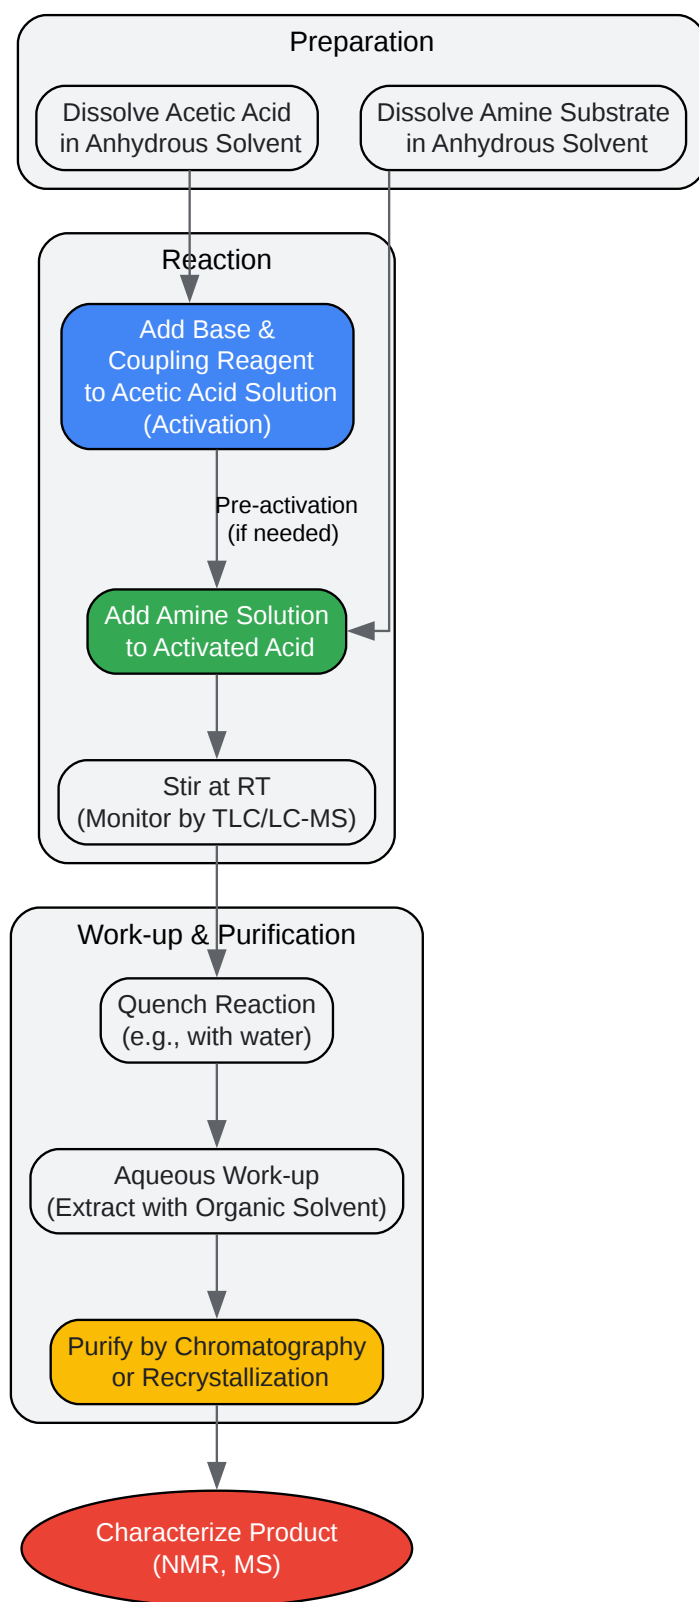 Preparation
Dissolve Acetic Acid
in Anhydrous Solvent
Dissolve Amine Substrate
in Anhydrous Solvent
Reaction
Add Base &
Coupling Reagent
to Acetic Acid Solution
(Activation)
Pre-activation
(if needed)
Add Amine Solution
to Activated Acid
Stir at RT
(Monitor by TLC/LC-MS)
Work-up & Purification
Quench Reaction
(e.g., with water)
Aqueous Work-up
(Extract with Organic Solvent)
Purify by Chromatography
or Recrystallization
Characterize Product
(NMR, MS)